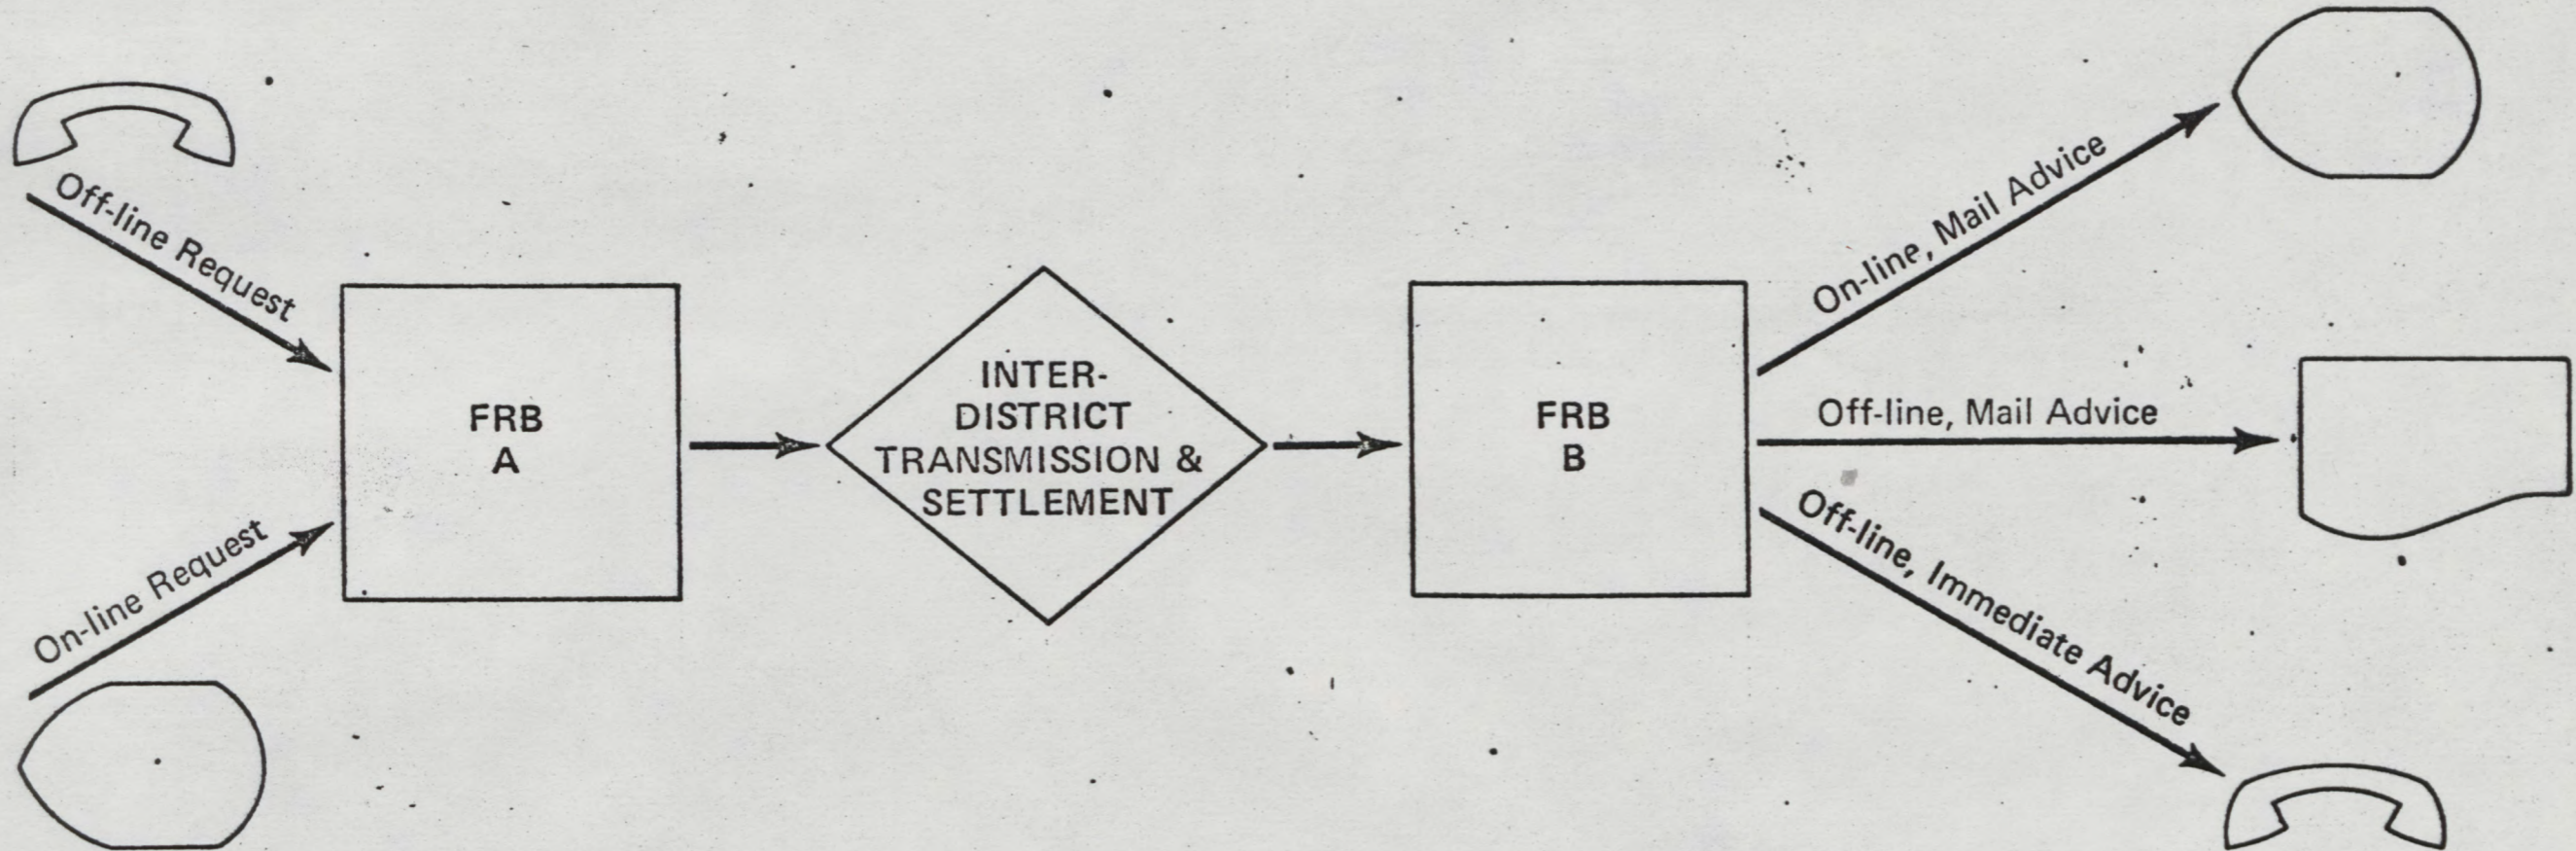 Off-line Request
On-line Request
FRB
A
INTER-
DISTRICT
TRANSMISSION &
SETTLEMENT
FRB
B
On-line, Mail Advice
Off-line, Mail Advice
Off-line, Immediate Advice